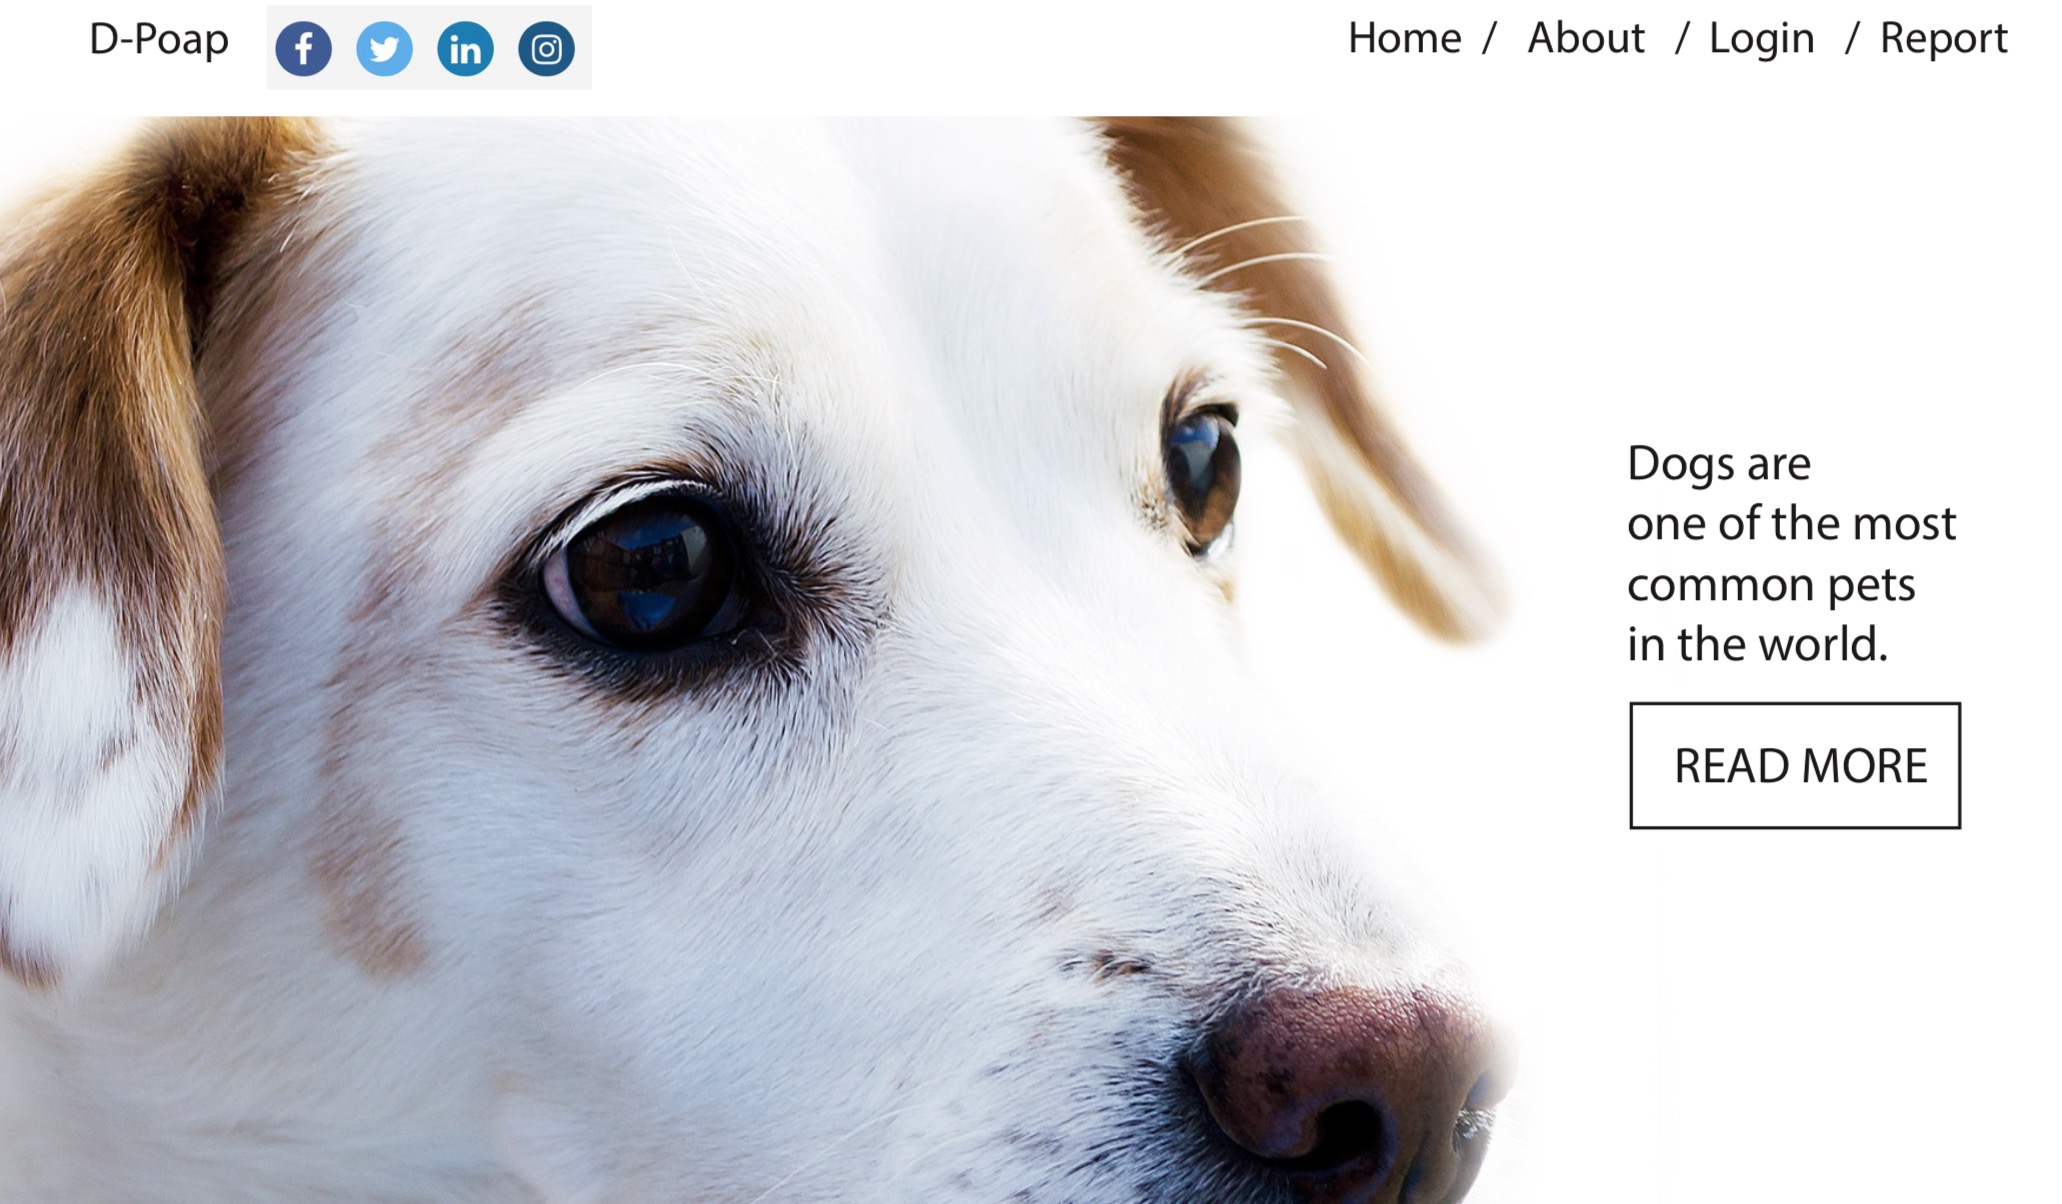 D-Poap
Home / About / Login / Report
Dogs are
one of the most
common pets
in the world.
READ MORE